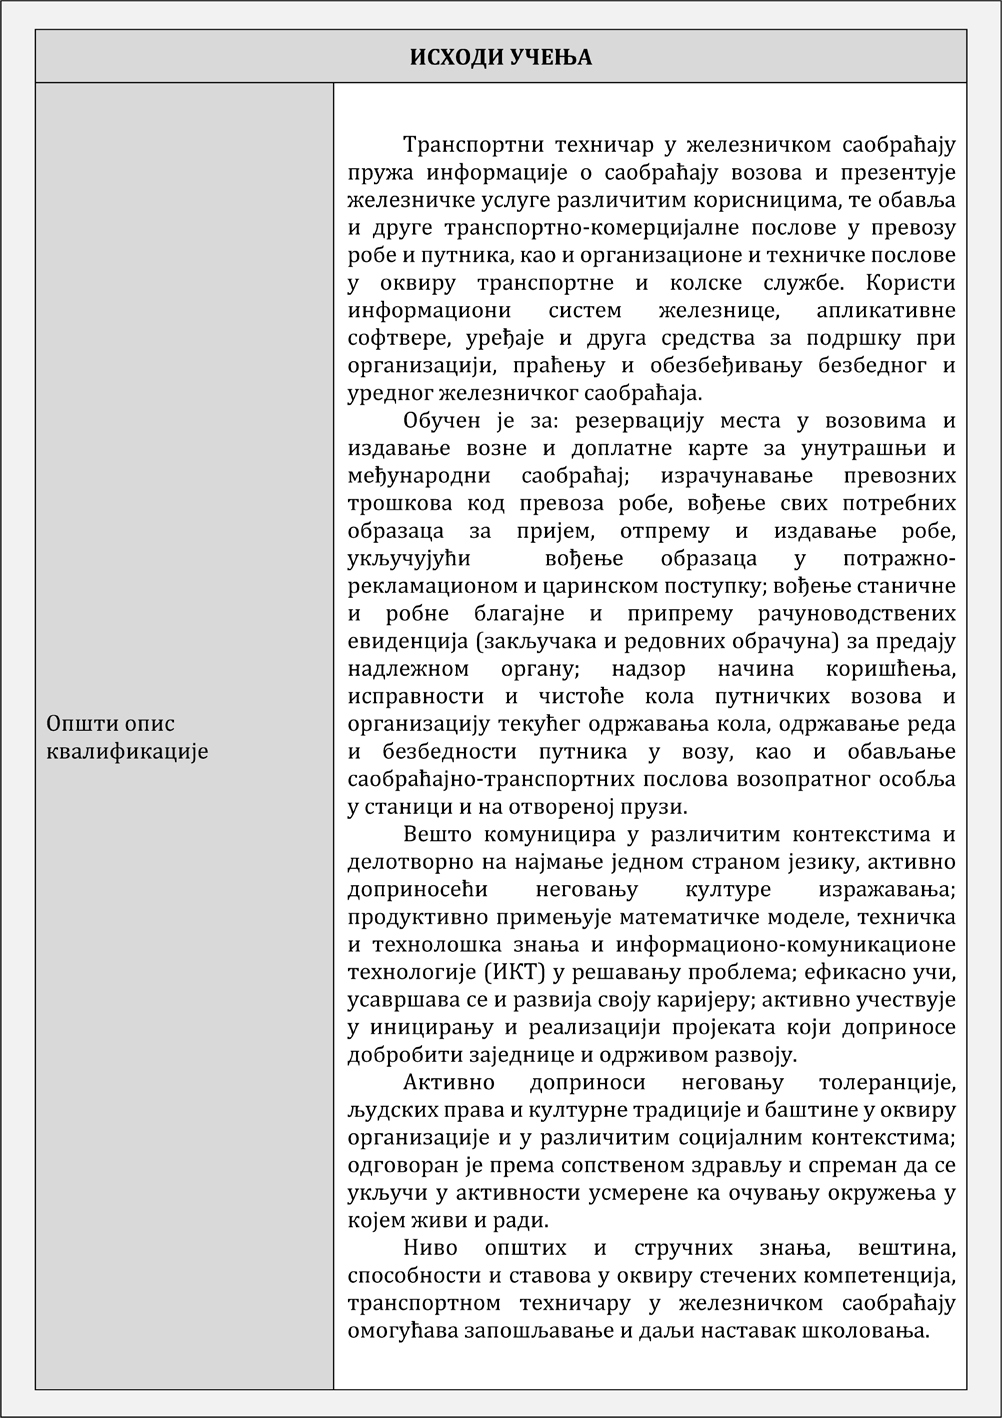 ИСХОДИ УЧЕЊА
Општи опис
квалификације
Транспортни техничар у железничком саобраћају
пружа информације о саобраћају возова и презентује
железничке услуге различитим корисницима, те обавља
и друге транспортно-комерцијалне послове у превозу
робе и путника, као и организационе и техничке послове
у оквиру транспортне и колске службе. Користи
информациони систем железнице, апликативне
софтвере, уређаје и друга средства за подршку при
организацији, праћењу и обезбеђивању безбедног и
уредног железничког саобраћаја.
Обучен је за: резервацију места у возовима и
издавање возне и доплатне карте за унутрашњи и
међународни саобраћај; израчунавање превозних
трошкова код превоза робе, вођење свих потребних
образаца за пријем, отпрему и издавање робе,
укључујући вођење образаца у потражно-
рекламационом и царинском поступку; вођење станичне
и робне благајне и припрему рачуноводствених
евиденција (закључака и редовних обрачуна) за предају
надлежном органу; надзор начина коришћења,
исправности и чистоће кола путничких возова и
организацију текућег одржавања кола, одржавање реда
и безбедности путника у возу, као и обављање
саобраћајно-транспортних послова возопратног особља
у станици и на отвореној прузи.
Вешто комуницира у различитим контекстима и
делотворно на најмање једном страном језику, активно
доприносећи неговању културе изражавања;
продуктивно примењује математичке моделе, техничка
и технолошка знања и информационо-комуникационе
технологије (ИКТ) у решавању проблема; ефикасно учи,
усавршава се и развија своју каријеру; активно учествује
у иницирању и реализацији пројеката који доприносе
добробити заједнице и одрживом развоју.
Активно доприноси неговању толеранције,
људских права и културне традиције и баштине у оквиру
организације и у различитим социјалним контекстима;
одговоран је према сопственом здрављу и спреман да се
укључи у активности усмерене ка очувању окружења у
којем живи и ради.
Ниво општих и стручних знања, вештина,
способности и ставова у оквиру стечених компетенција,
транспортном техничару у железничком саобраћају
омогућава запошљавање и даљи наставак школовања.